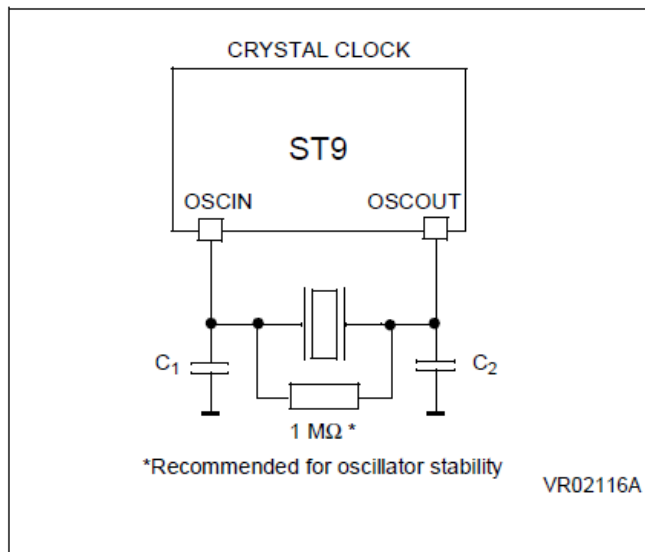 CRYSTAL CLOCK
ST9
OSCIN OSCOUT
C1 C2
1 MΩ *
*Recommended for oscillator stability
VR02116A